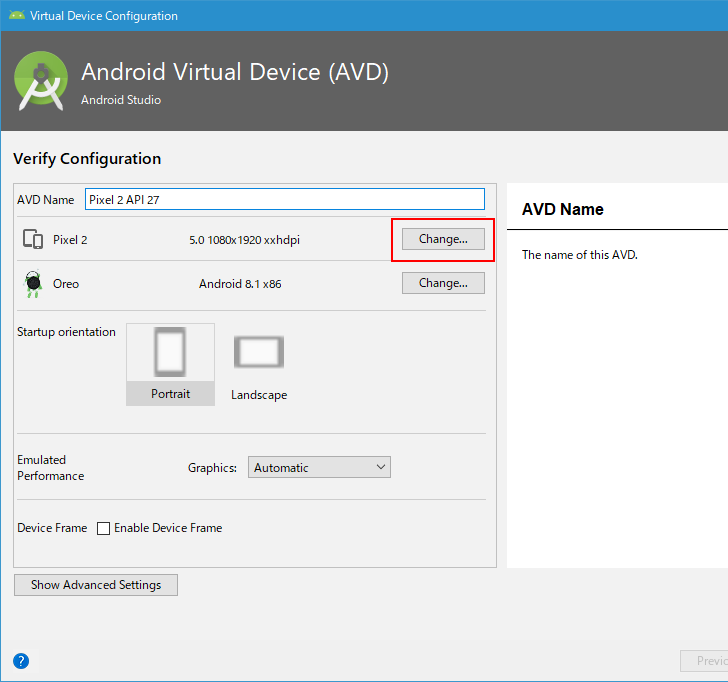 Virtual Device Configuration
Android Virtual Device (AVD)
Android Studio
Verify Configuration
AVD Name Pixel 2 API 27
Pixel 2 5.0 1080x1920 xxhdpi Change...
Oreo Android 8.1 x86 Change...
Startup orientation
Portrait Landscape
Emulated
Performance
Graphics: Automatic
Device Frame Enable Device Frame
Show Advanced Settings
AVD Name
The name of this AVD.
?
Previo